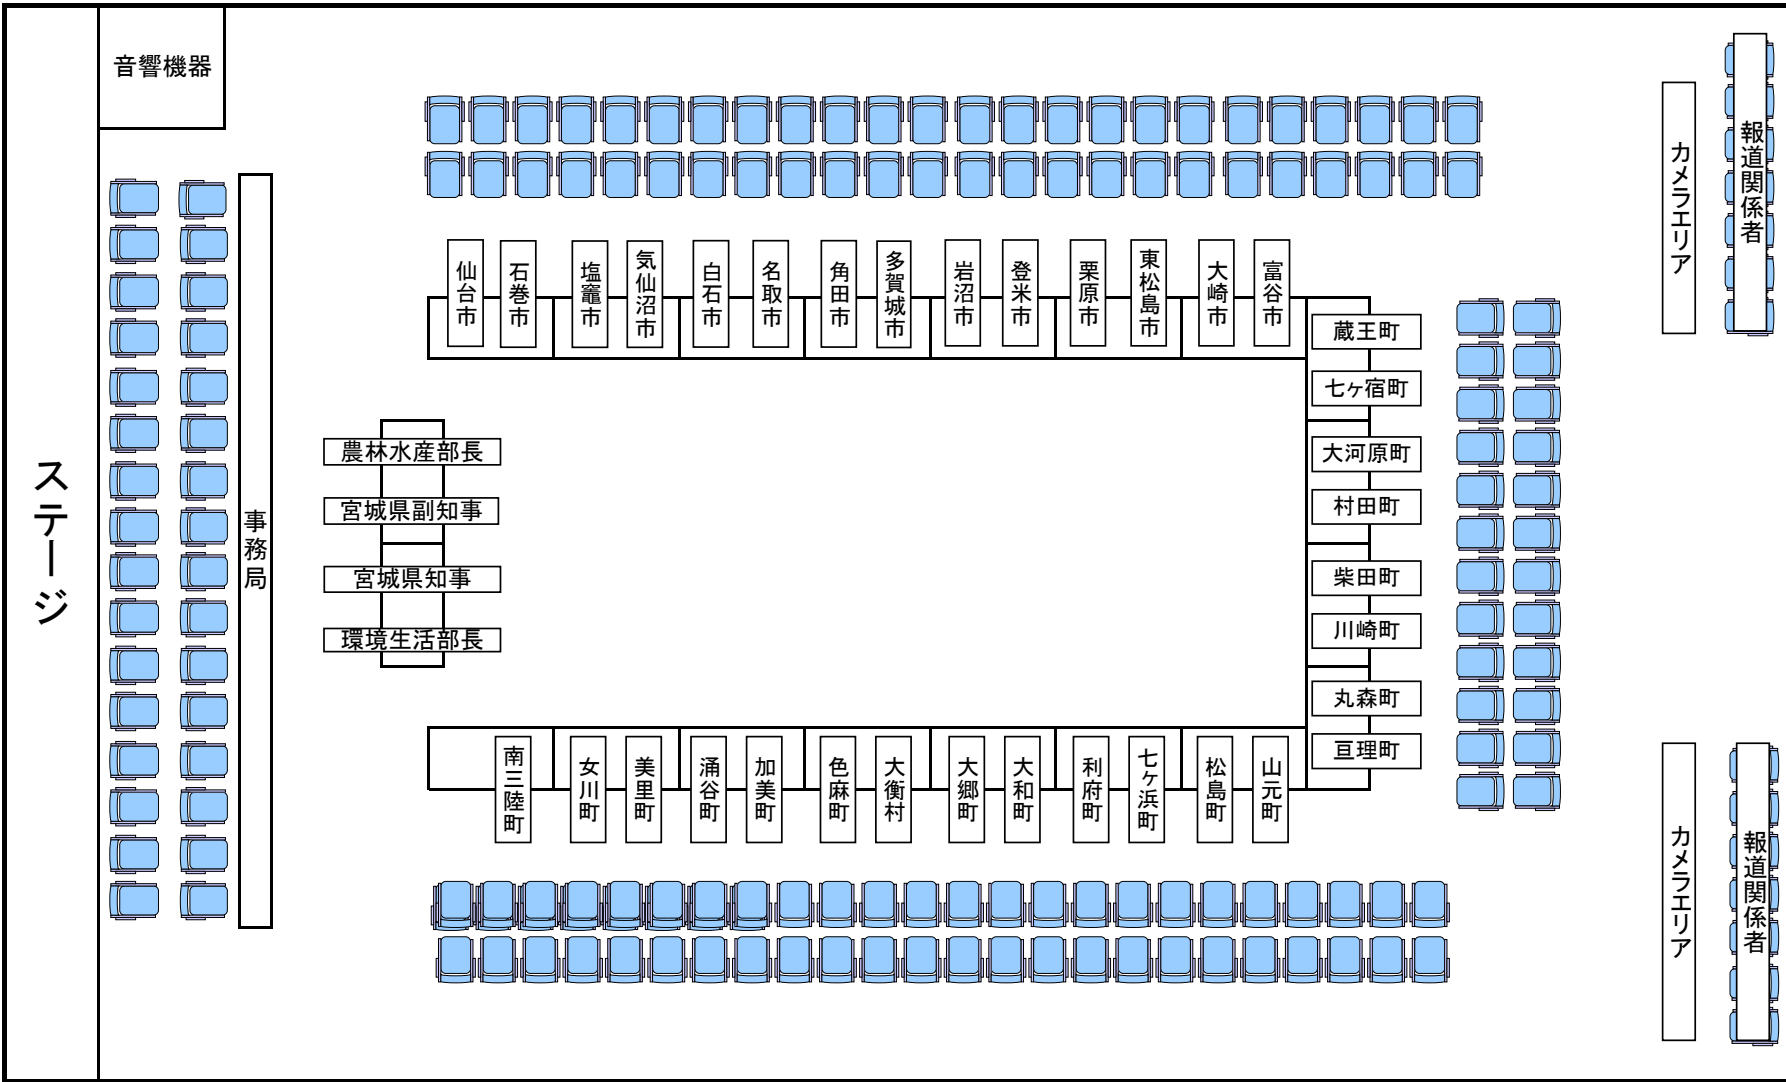 音響機器
ステージ
事務局
仙台市
石巻市
塩竈市
気仙沼市
白石市
名取市
角田市
多賀城市
岩沼市
登米市
栗原市
東松島市
大崎市
富谷市
蔵王町
七ヶ宿町
大河原町
村田町
柴田町
川崎町
丸森町
亘理町
農林水産部長
宮城県副知事
宮城県知事
環境生活部長
南三陸町
女川町
美里町
涌谷町
加美町
色麻町
大衡村
大郷町
大和町
利府町
七ヶ浜町
松島町
山元町
カメラエリア
報道関係者
カメラエリア
報道関係者